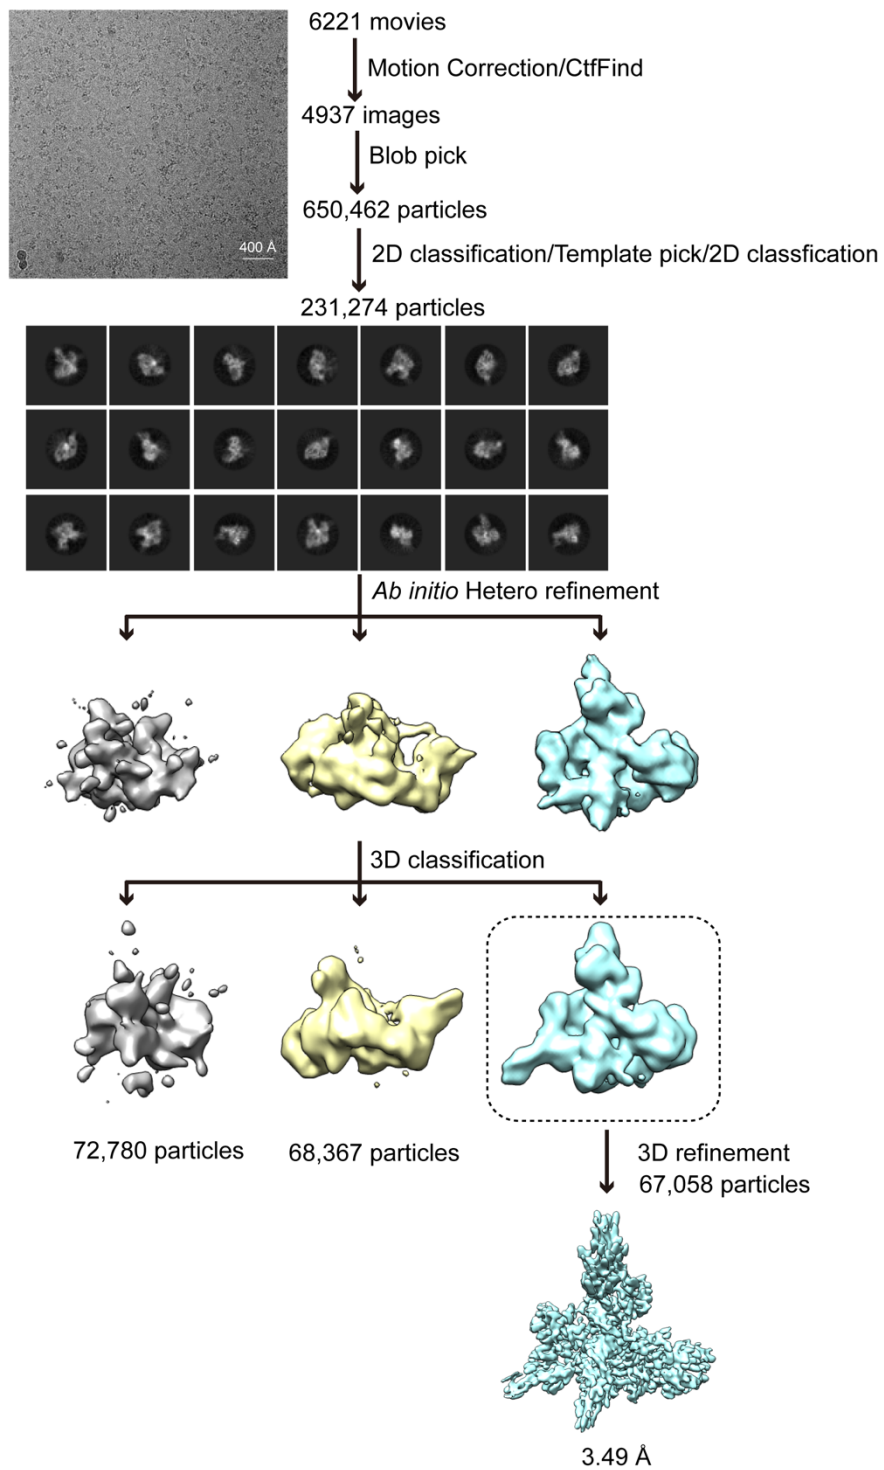 6221 movies
Motion Correction/CtfFind
4937 images
Blob pick
650,462 particles
400 Å
2D classification/Template pick/2D classfication
231,274 particles
Ab initio Hetero refinement
3D classification
72,780 particles
68,367 particles
3D refinement
67,058 particles
3.49 Å